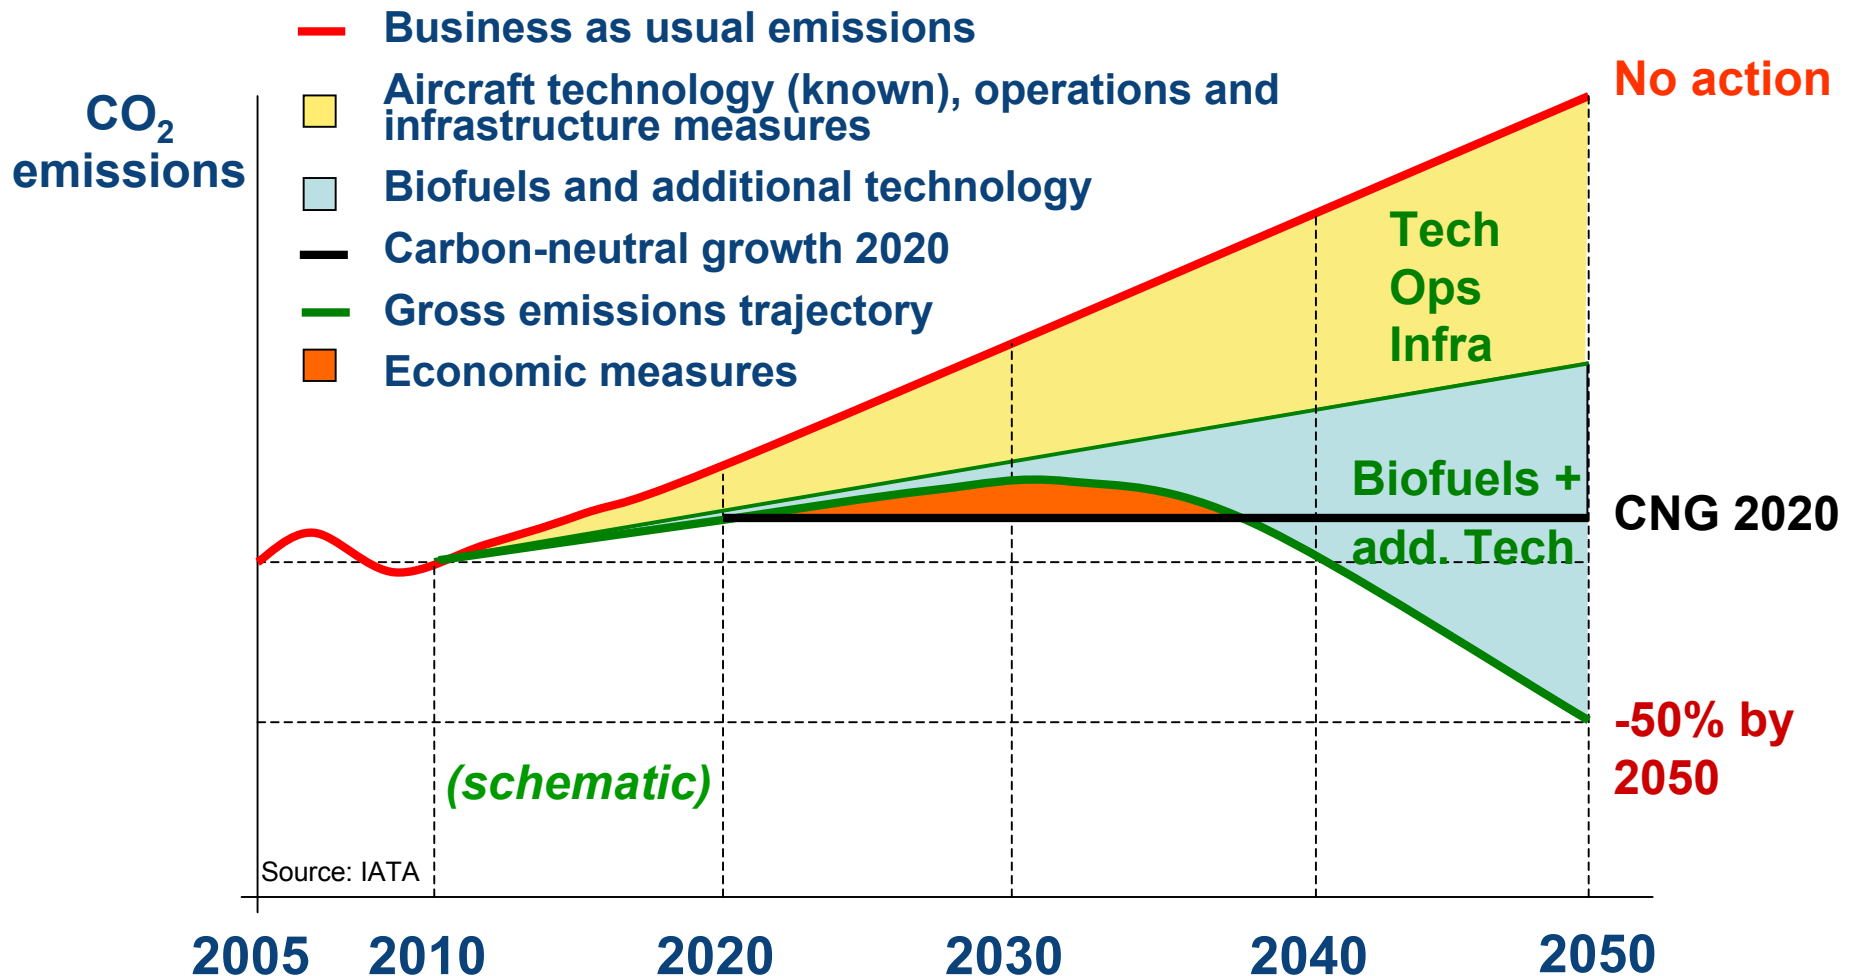 Business as usual emissions
Aircraft technology (known), operations and
infrastructure measures
Biofuels and additional technology
Carbon-neutral growth 2020
Gross emissions trajectory
Economic measures
CO₂
emissions
No action
Tech
Ops
Infra
Biofuels +
add. Tech
CNG 2020
-50% by
2050
(schematic)
Source: IATA
2005 2010 2020 2030 2040 2050